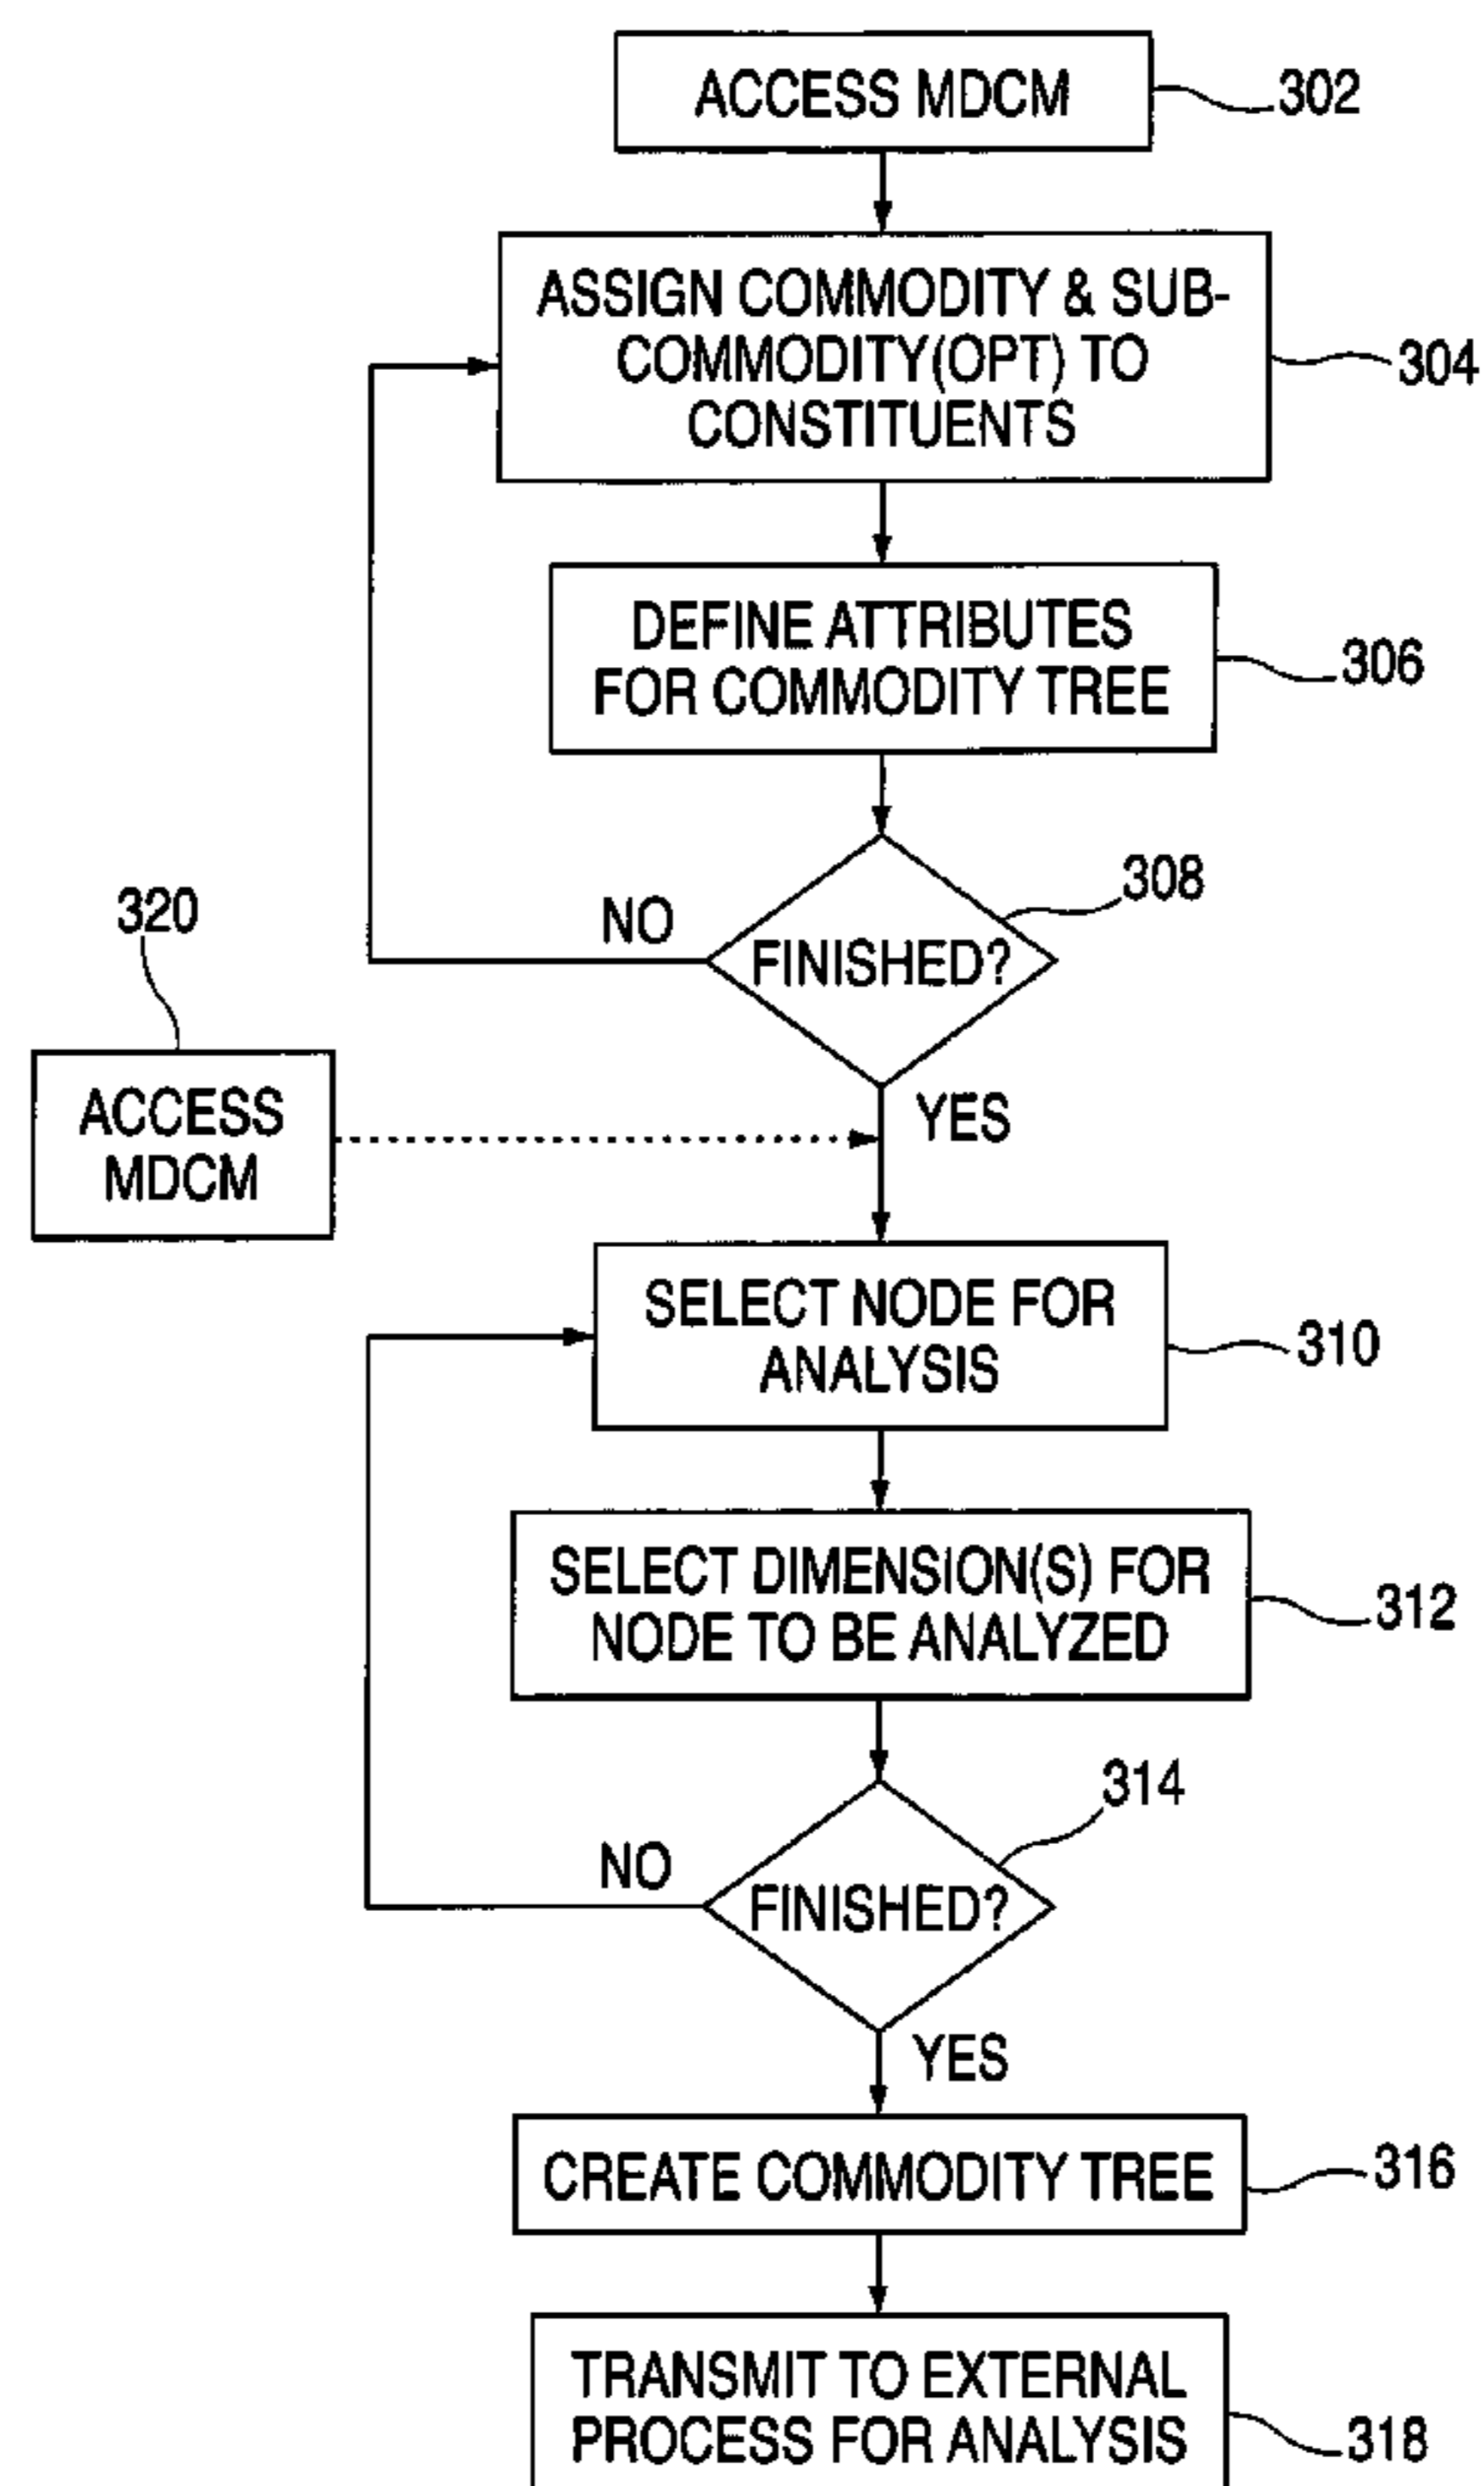 ACCESS MDCM
302
ASSIGN COMMODITY & SUB-
COMMODITY(OPT) TO
CONSTITUENTS
304
DEFINE ATTRIBUTES
FOR COMMODITY TREE
306
308
NO
FINISHED?
320
YES
ACCESS
MDCM
SELECT NODE FOR
ANALYSIS
310
SELECT DIMENSION(S) FOR
NODE TO BE ANALYZED
312
314
NO
FINISHED?
YES
CREATE COMMODITY TREE
316
TRANSMIT TO EXTERNAL
PROCESS FOR ANALYSIS
318